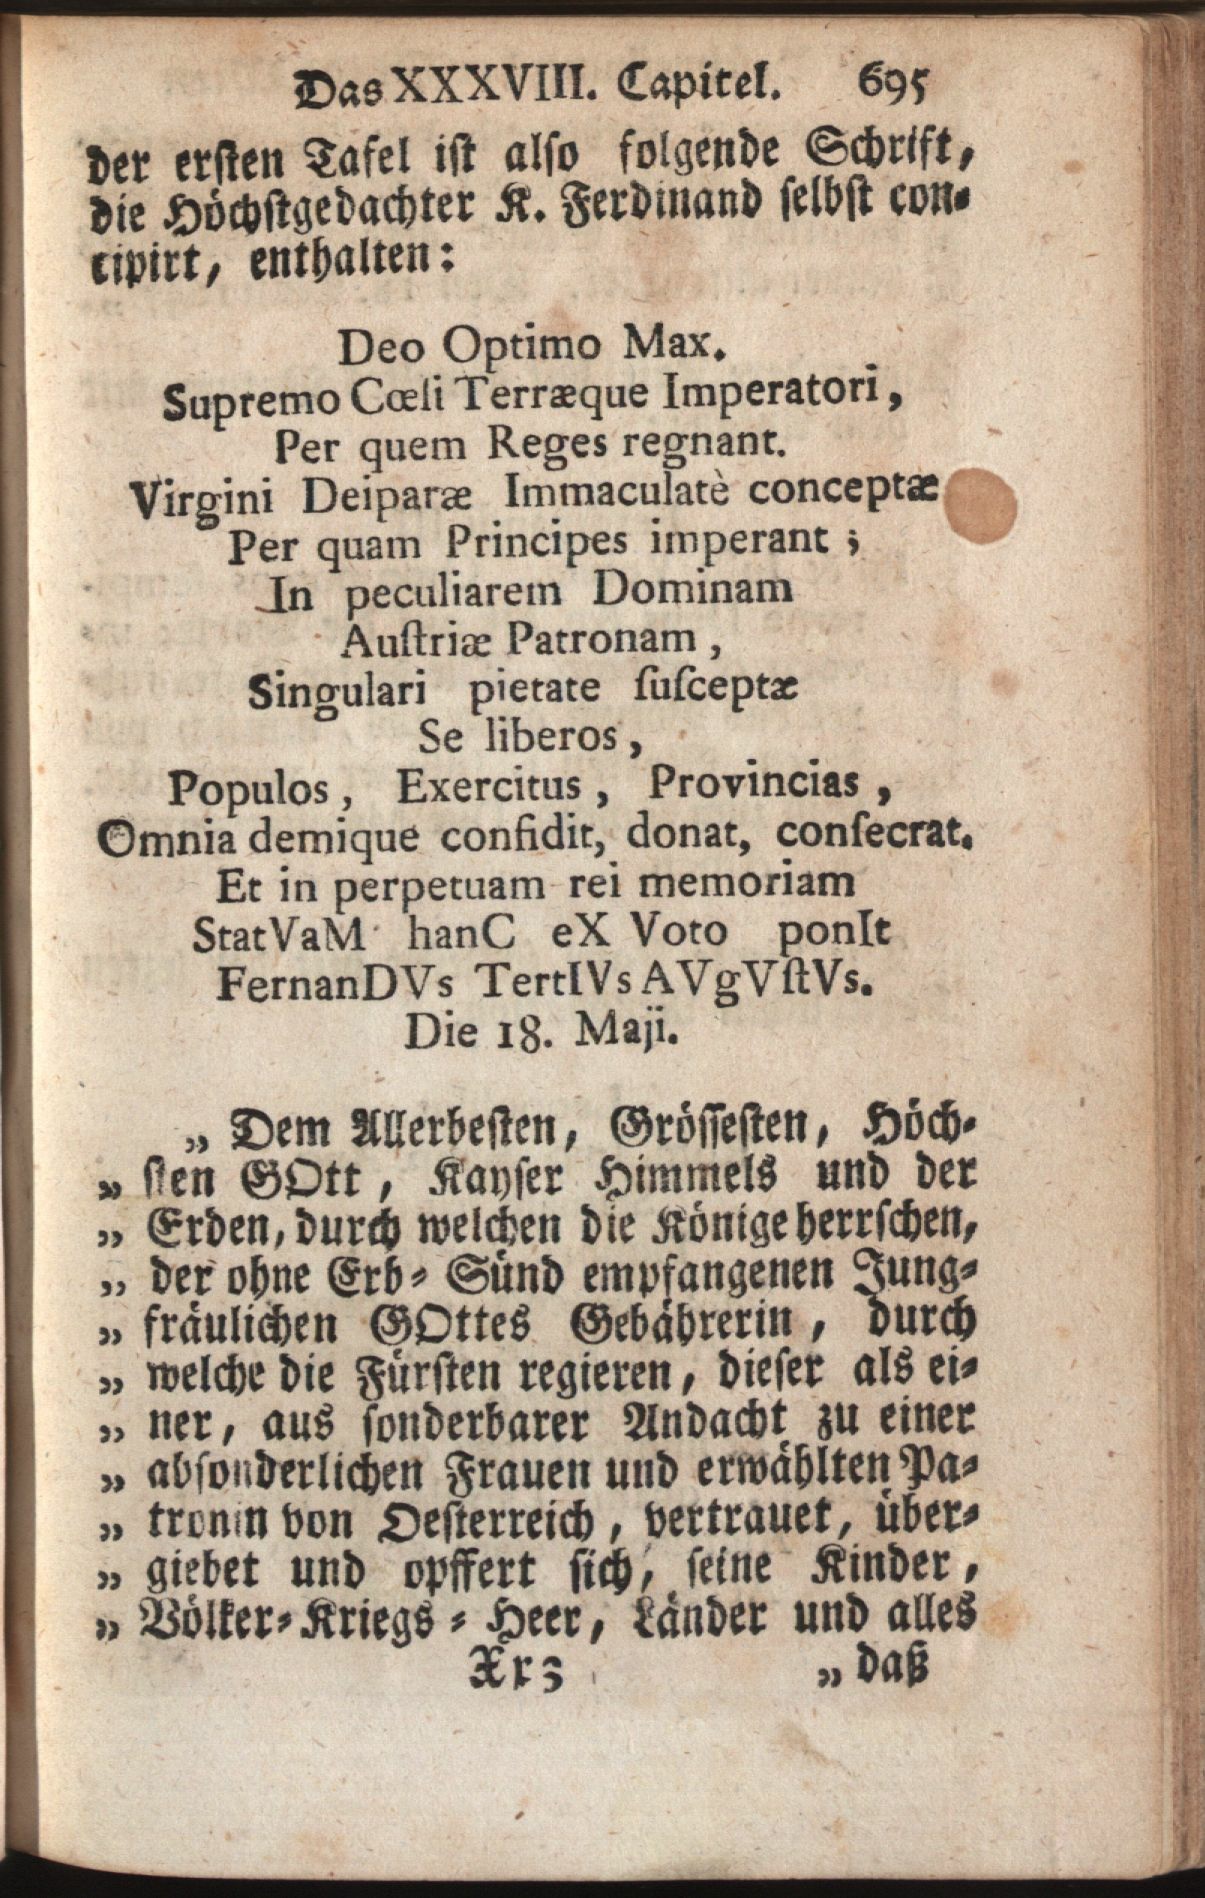 Das XXXVIII. Capitel. 695
der ersten Tafel ist also folgende Schrift,
die Höchstgedachter K. Ferdinand selbst con-
cipirt, enthalten:
Deo Optimo Max.
Supremo Cœli Terræque Imperatori,
Per quem Reges regnant.
Virgini Deiparæ Immaculatè conceptæ
Per quam Principes imperant;
In peculiarem Dominam
Auſtriæ Patronam,
Singulari pietate ſuſceptæ
Se liberos,
Populos, Exercitus, Provincias,
Omnia demique confidit, donat, conſecrat.
Et in perpetuam rei memoriam
StatVaM hanC eX Voto ponIt
FernanDVs TertIVs AVgVſtVs.
Die 18. Maji.
„ Dem Allerbesten, Grössesten, Höch-
„ sten GOtt, Kayser Himmels und der
„ Erden, durch welchen die Könige herrschen,
„ der ohne Erb-Sünd empfangenen Jung-
„ fräulichen GOttes Gebährerin, durch
„ welche die Fürsten regieren, dieser als ei-
„ ner, aus sonderbarer Andacht zu einer
„ absonderlichen Frauen und erwählten Pa-
„ tronin von Oesterreich, vertrauet, über-
„ giebet und opffert sich, seine Kinder,
„ Völker-Kriegs-Heer, Länder und alles
Xx 3 „ daß